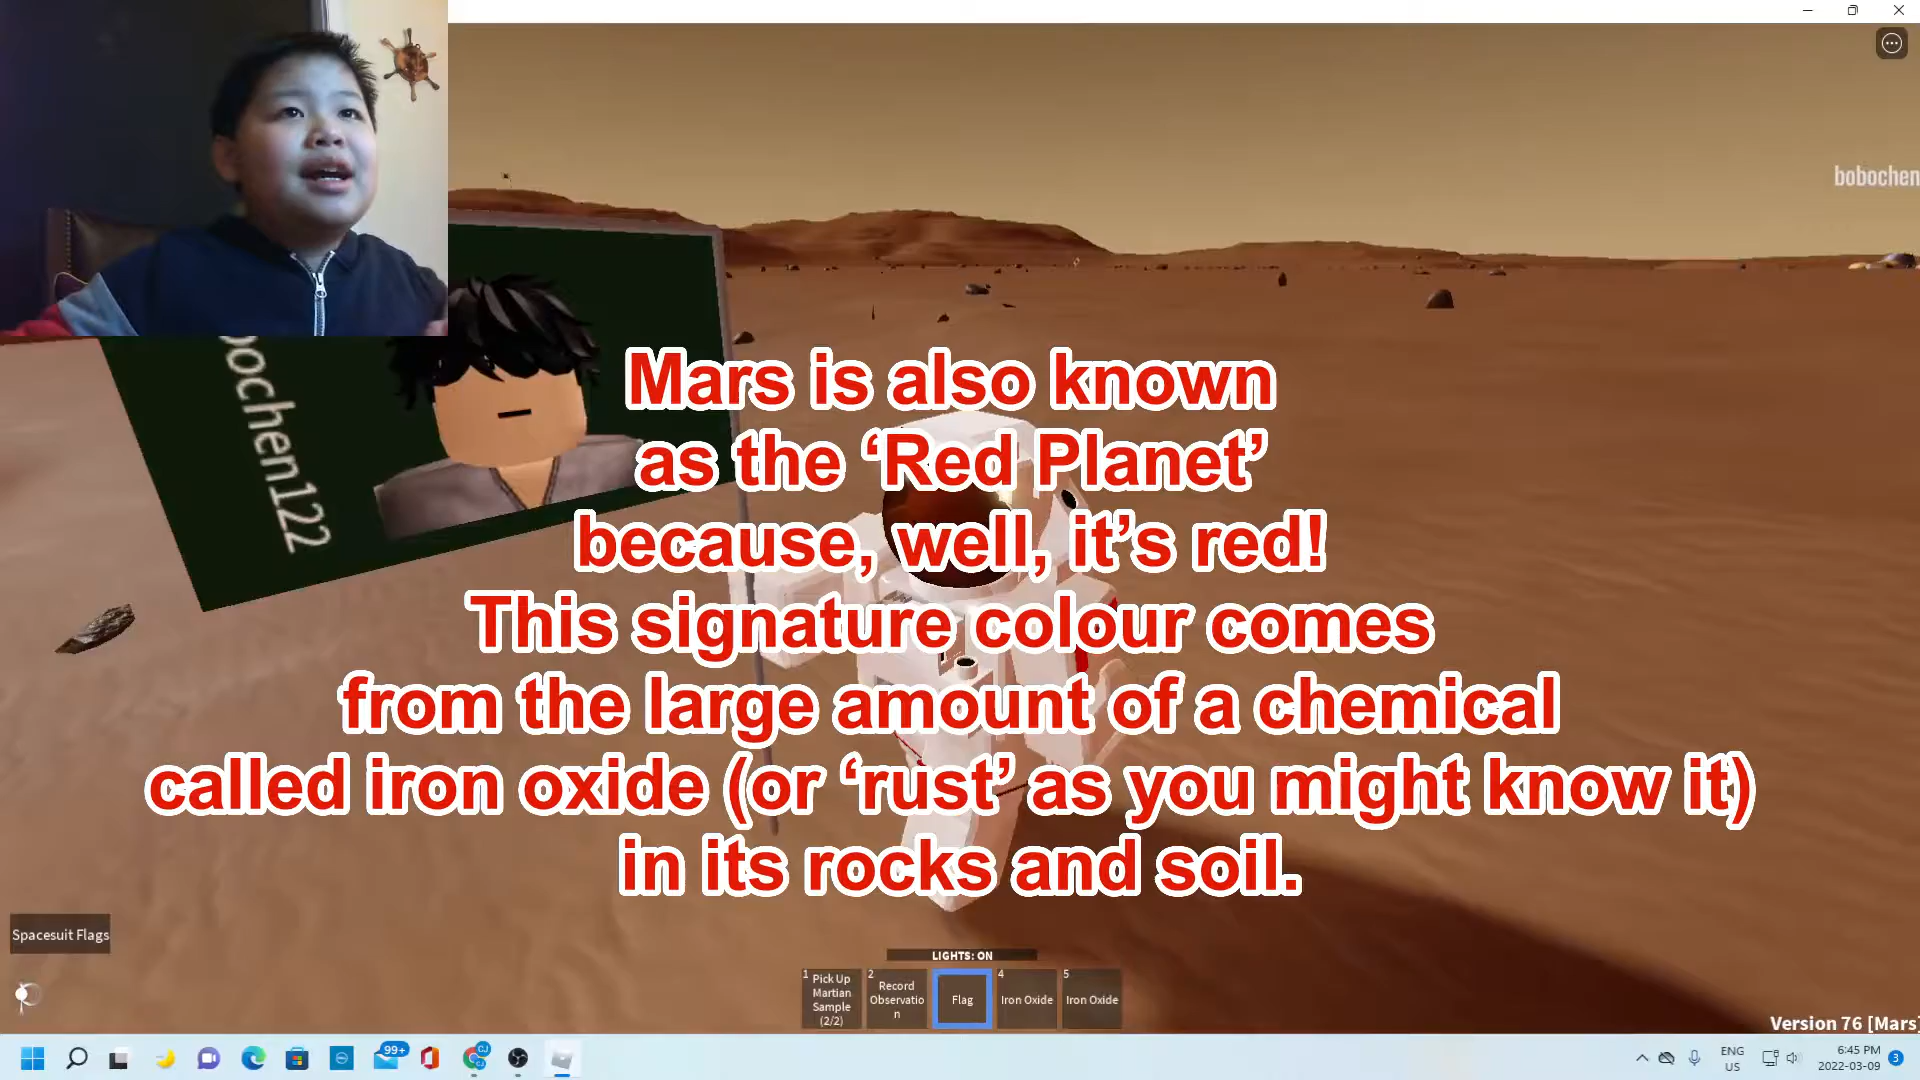 bobochen
bochen122
Mars is also known
as the ‘Red Planet’
because, well, it’s red!
This signature colour comes
from the large amount of a chemical
called iron oxide (or ‘rust’ as you might know it)
in its rocks and soil.
Spacesuit Flags
LIGHTS: ON
1
Pick Up
Martian
Sample
(2/2)
2
Record
Observatio
n
Flag
4
Iron Oxide
5
Iron Oxide
Version 76 [Mars]
99+
CJ
CJ
ENG
US
6:45 PM
2022-03-09
3